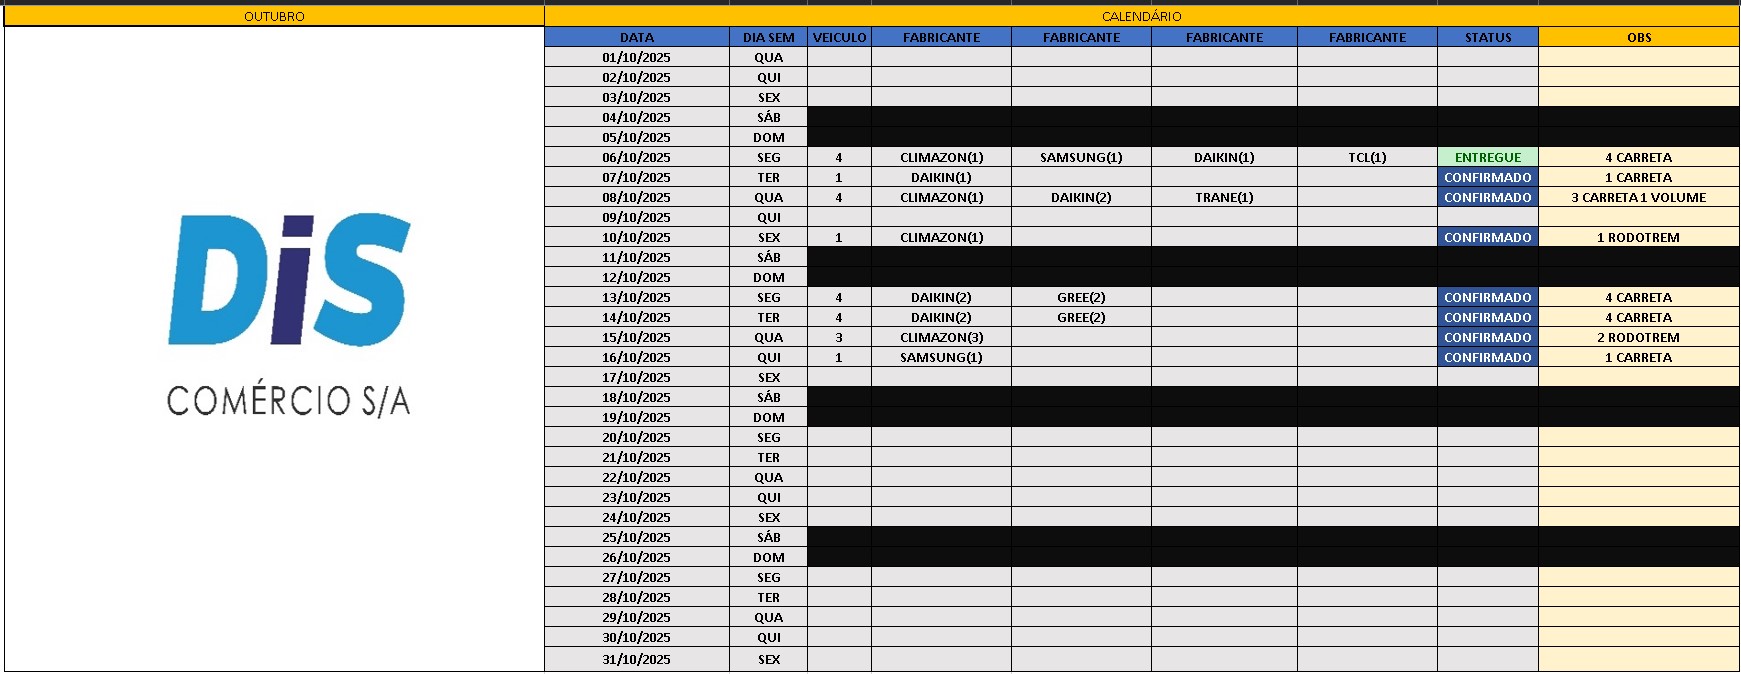 OUTUBRO CALENDÁRIO
DATA DIA SEM VEICULO FABRICANTE FABRICANTE FABRICANTE FABRICANTE STATUS OBS
01/10/2025 QUA
02/10/2025 QUI
03/10/2025 SEX
04/10/2025 SÁB
05/10/2025 DOM
06/10/2025 SEG 4 CLIMAZON(1) SAMSUNG(1) DAIKIN(1) TCL(1) ENTREGUE 4 CARRETA
07/10/2025 TER 1 DAIKIN(1) CONFIRMADO 1 CARRETA
08/10/2025 QUA 4 CLIMAZON(1) DAIKIN(2) TRANE(1) CONFIRMADO 3 CARRETA 1 VOLUME
09/10/2025 QUI
10/10/2025 SEX 1 CLIMAZON(1) CONFIRMADO 1 RODOTREM
11/10/2025 SÁB
12/10/2025 DOM
13/10/2025 SEG 4 DAIKIN(2) GREE(2) CONFIRMADO 4 CARRETA
14/10/2025 TER 4 DAIKIN(2) GREE(2) CONFIRMADO 4 CARRETA
15/10/2025 QUA 3 CLIMAZON(3) CONFIRMADO 2 RODOTREM
16/10/2025 QUI 1 SAMSUNG(1) CONFIRMADO 1 CARRETA
17/10/2025 SEX
18/10/2025 SÁB
19/10/2025 DOM
20/10/2025 SEG
21/10/2025 TER
22/10/2025 QUA
23/10/2025 QUI
24/10/2025 SEX
25/10/2025 SÁB
26/10/2025 DOM
27/10/2025 SEG
28/10/2025 TER
29/10/2025 QUA
30/10/2025 QUI
31/10/2025 SEX
DiS
COMÉRCIO S/A